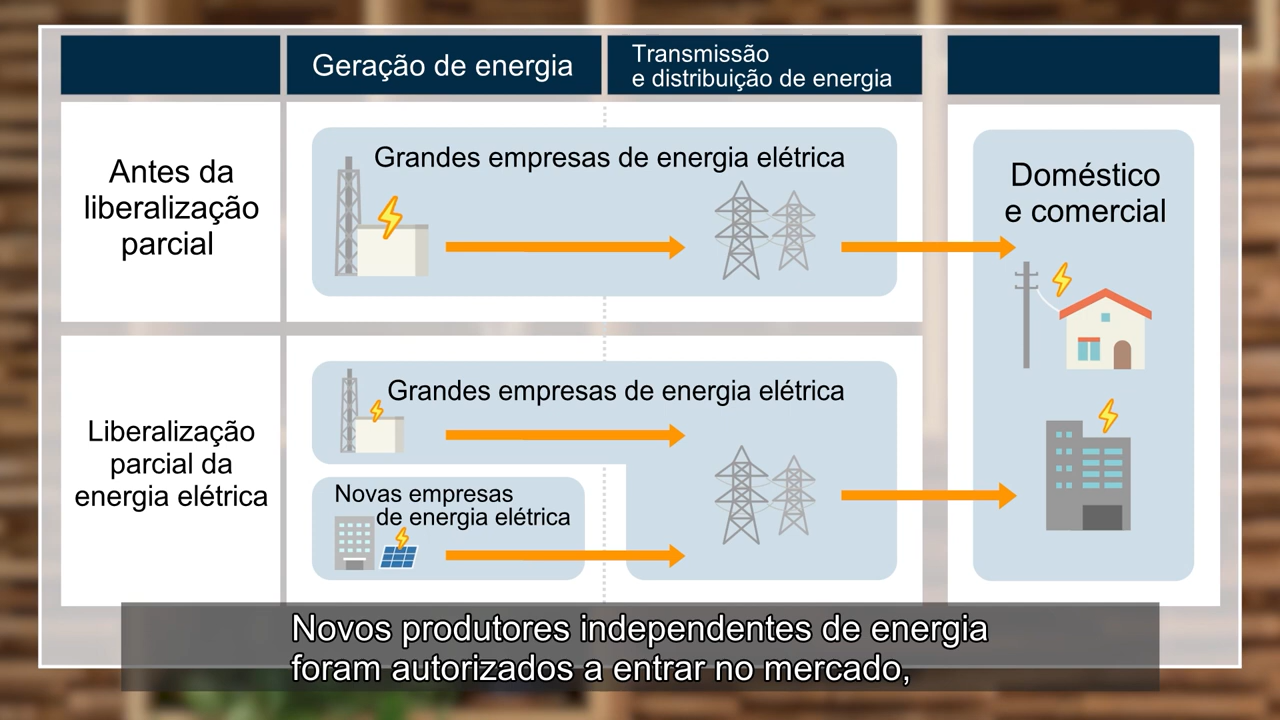 Geração de energia
Transmissão
e distribuição de energia
Antes da
liberalização
parcial
Grandes empresas de energia elétrica
Doméstico
e comercial
Liberalização
parcial da
energia elétrica
Grandes empresas de energia elétrica
Novas empresas
de energia elétrica
Novos produtores independentes de energia
foram autorizados a entrar no mercado,